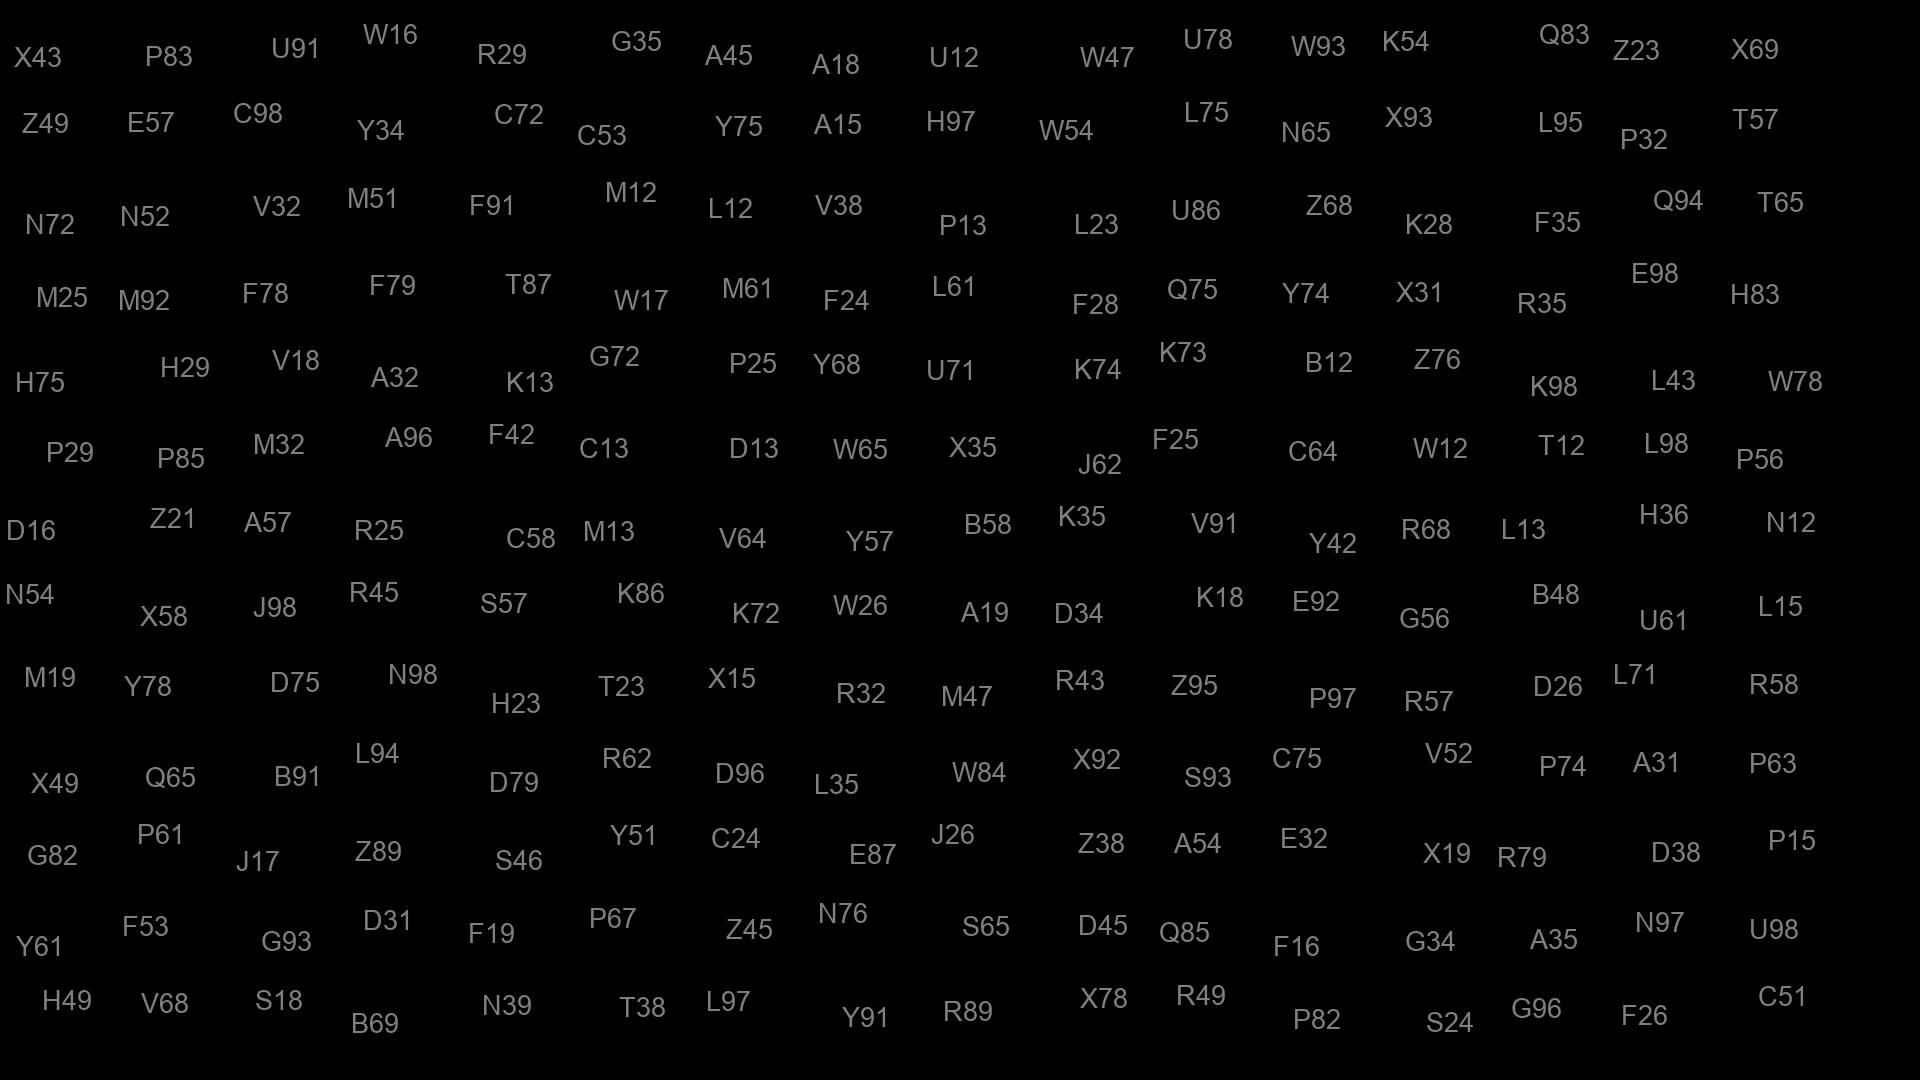 X43 P83 U91 W16 R29 G35 A45 A18 U12 W47 U78 W93 K54 Q83 Z23 X69
Z49 E57 C98 Y34 C72 C53 Y75 A15 H97 W54 L75 N65 X93 L95 P32 T57
N72 N52 V32 M51 F91 M12 L12 V38 P13 L23 U86 Z68 K28 F35 Q94 T65
M25 M92 F78 F79 T87 W17 M61 F24 L61 F28 Q75 Y74 X31 R35 E98 H83
H75 H29 V18 A32 K13 G72 P25 Y68 U71 K74 K73 B12 Z76 K98 L43 W78
P29 P85 M32 A96 F42 C13 D13 W65 X35 J62 F25 C64 W12 T12 L98 P56
D16 Z21 A57 R25 C58 M13 V64 Y57 B58 K35 V91 Y42 R68 L13 H36 N12
N54 X58 J98 R45 S57 K86 K72 W26 A19 D34 K18 E92 G56 B48 U61 L15
M19 Y78 D75 N98 H23 T23 X15 R32 M47 R43 Z95 P97 R57 D26 L71 R58
X49 Q65 B91 L94 D79 R62 D96 L35 W84 X92 S93 C75 V52 P74 A31 P63
G82 P61 J17 Z89 S46 Y51 C24 E87 J26 Z38 A54 E32 X19 R79 D38 P15
Y61 F53 G93 D31 F19 P67 Z45 N76 S65 D45 Q85 F16 G34 A35 N97 U98
H49 V68 S18 B69 N39 T38 L97 Y91 R89 X78 R49 P82 S24 G96 F26 C51